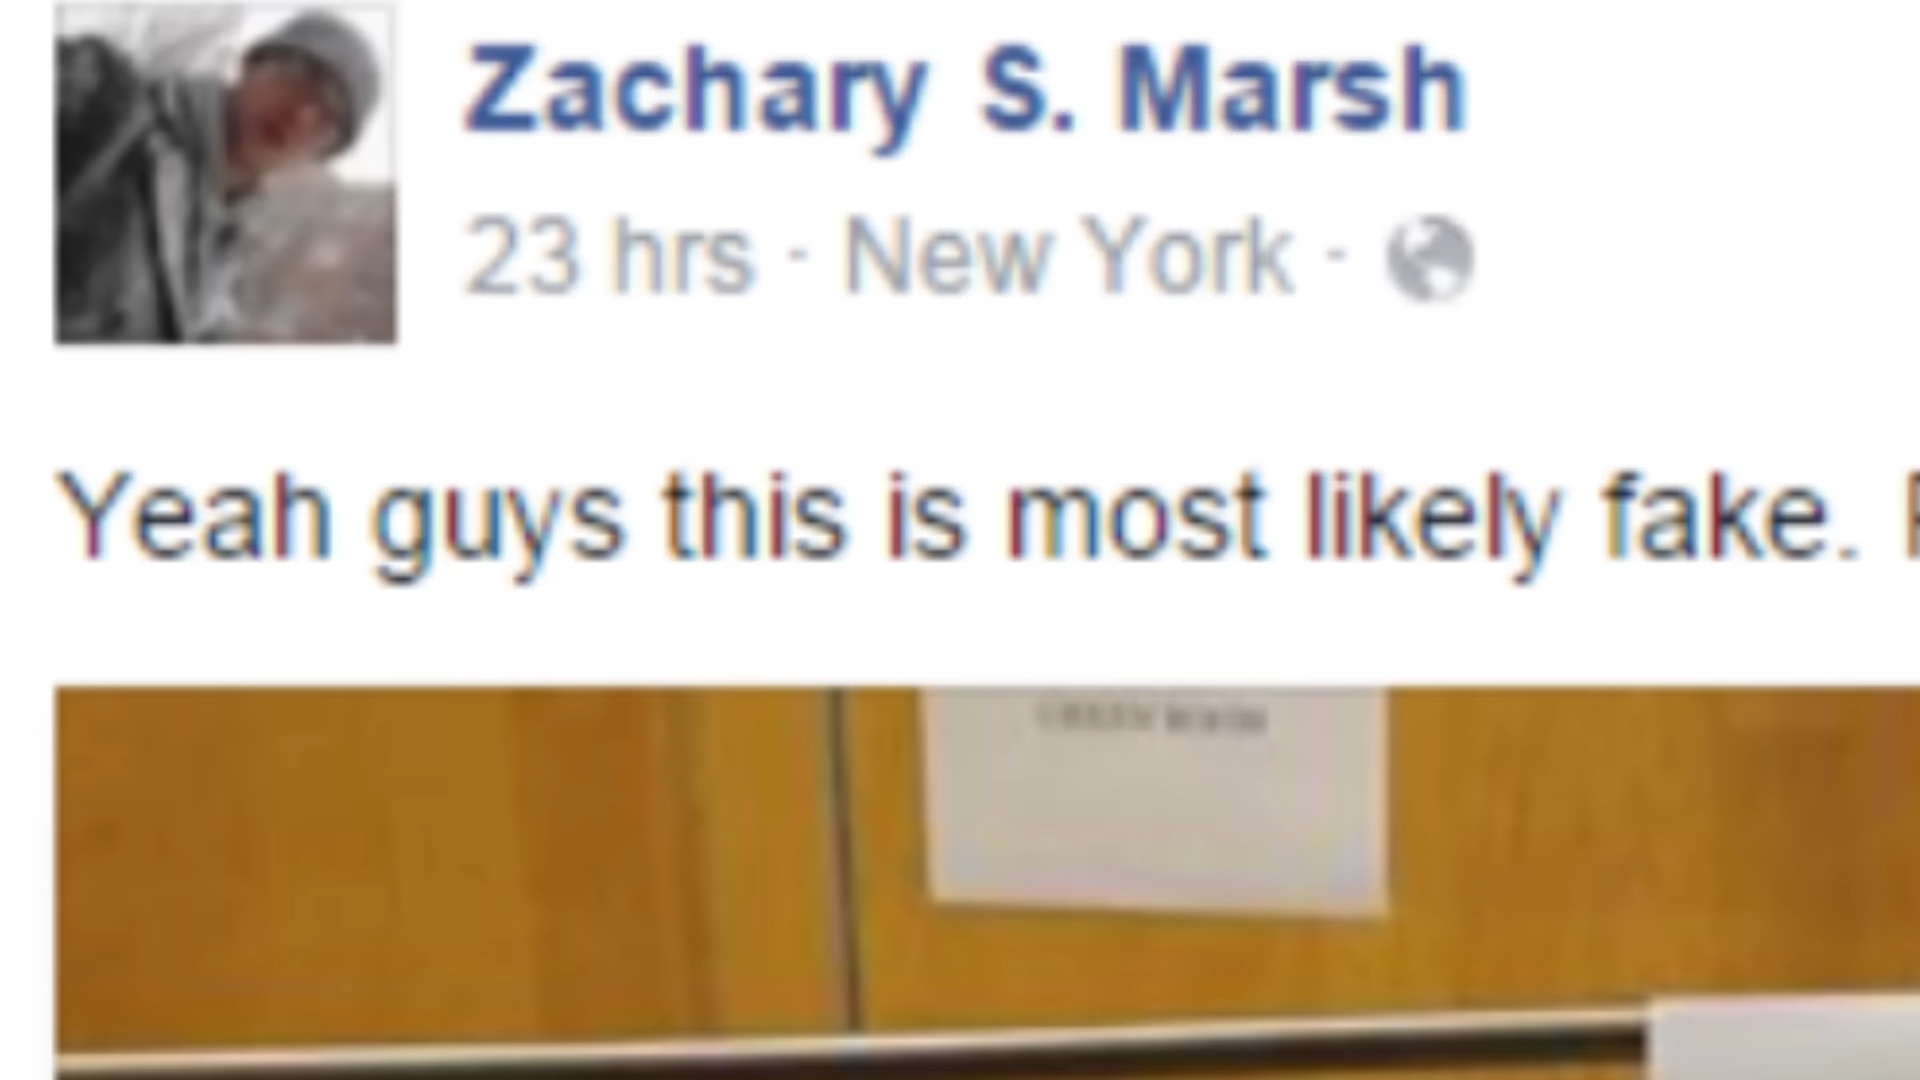 Zachary S. Marsh
23 hrs · New York ·
Yeah guys this is most likely fake.